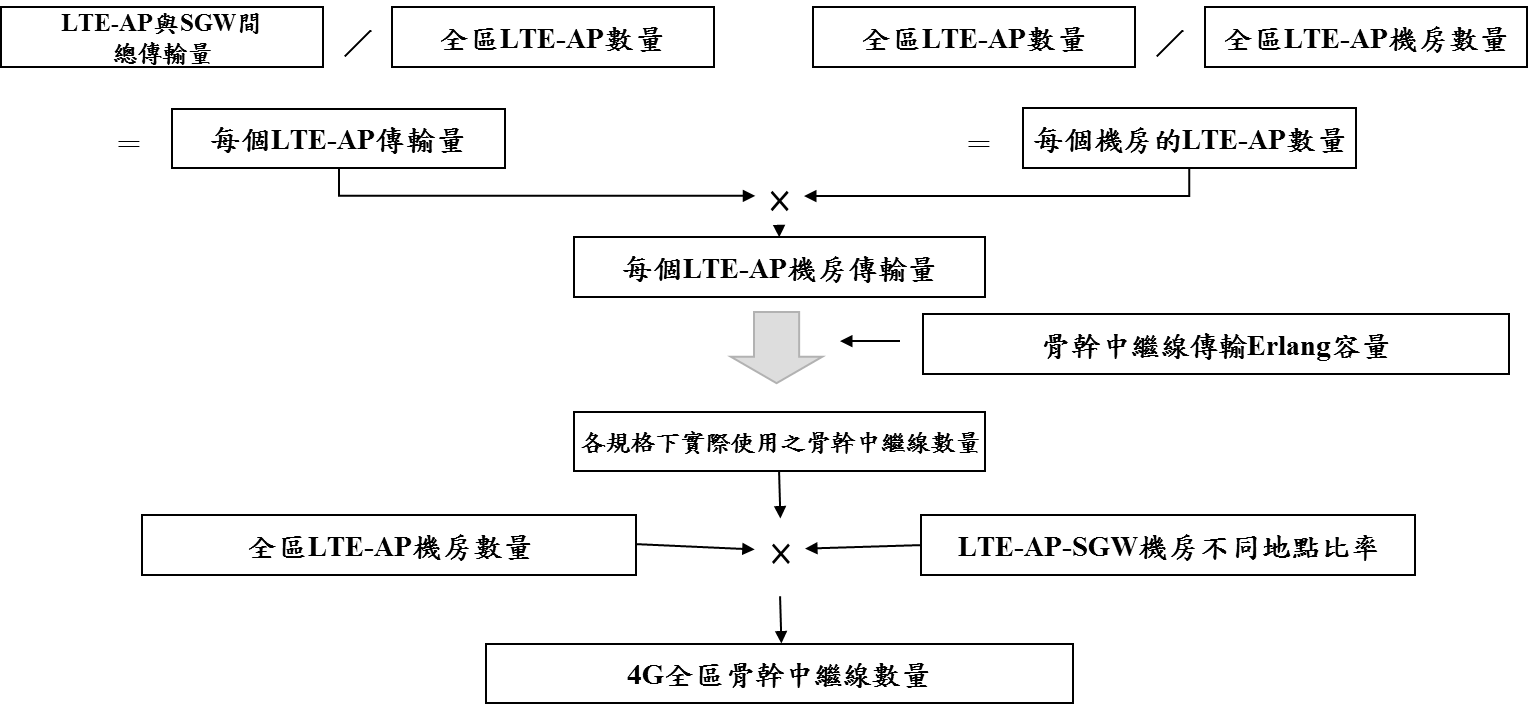 LTE-AP與SGW間
總傳輸量
／
全區LTE-AP數量
全區LTE-AP數量
／
全區LTE-AP機房數量
＝
每個LTE-AP傳輸量
＝
每個機房的LTE-AP數量
×
每個LTE-AP機房傳輸量
骨幹中繼線傳輸Erlang容量
各規格下實際使用之骨幹中繼線數量
全區LTE-AP機房數量
×
LTE-AP-SGW機房不同地點比率
4G全區骨幹中繼線數量